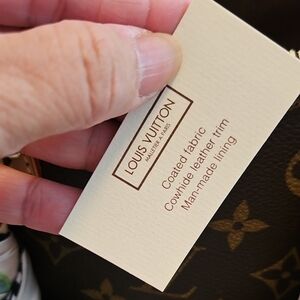 LOUIS VUITTON
MALLETIER À PARIS
Coated fabric
Cowhide leather trim
Man-made lining